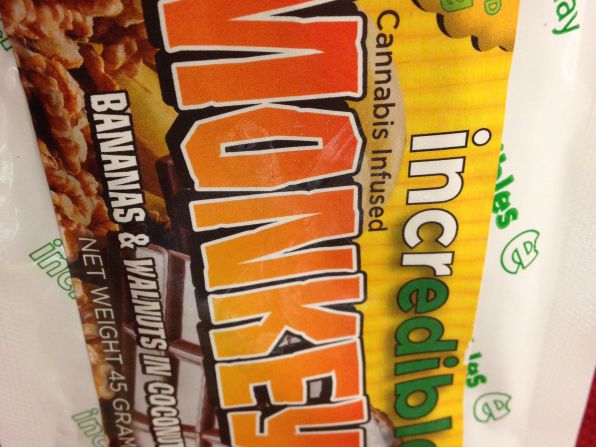 incredibl
Cannabis Infused
MONKEY
BANANAS & WALNUTS IN COCONUT
NET WEIGHT 45 GRAM